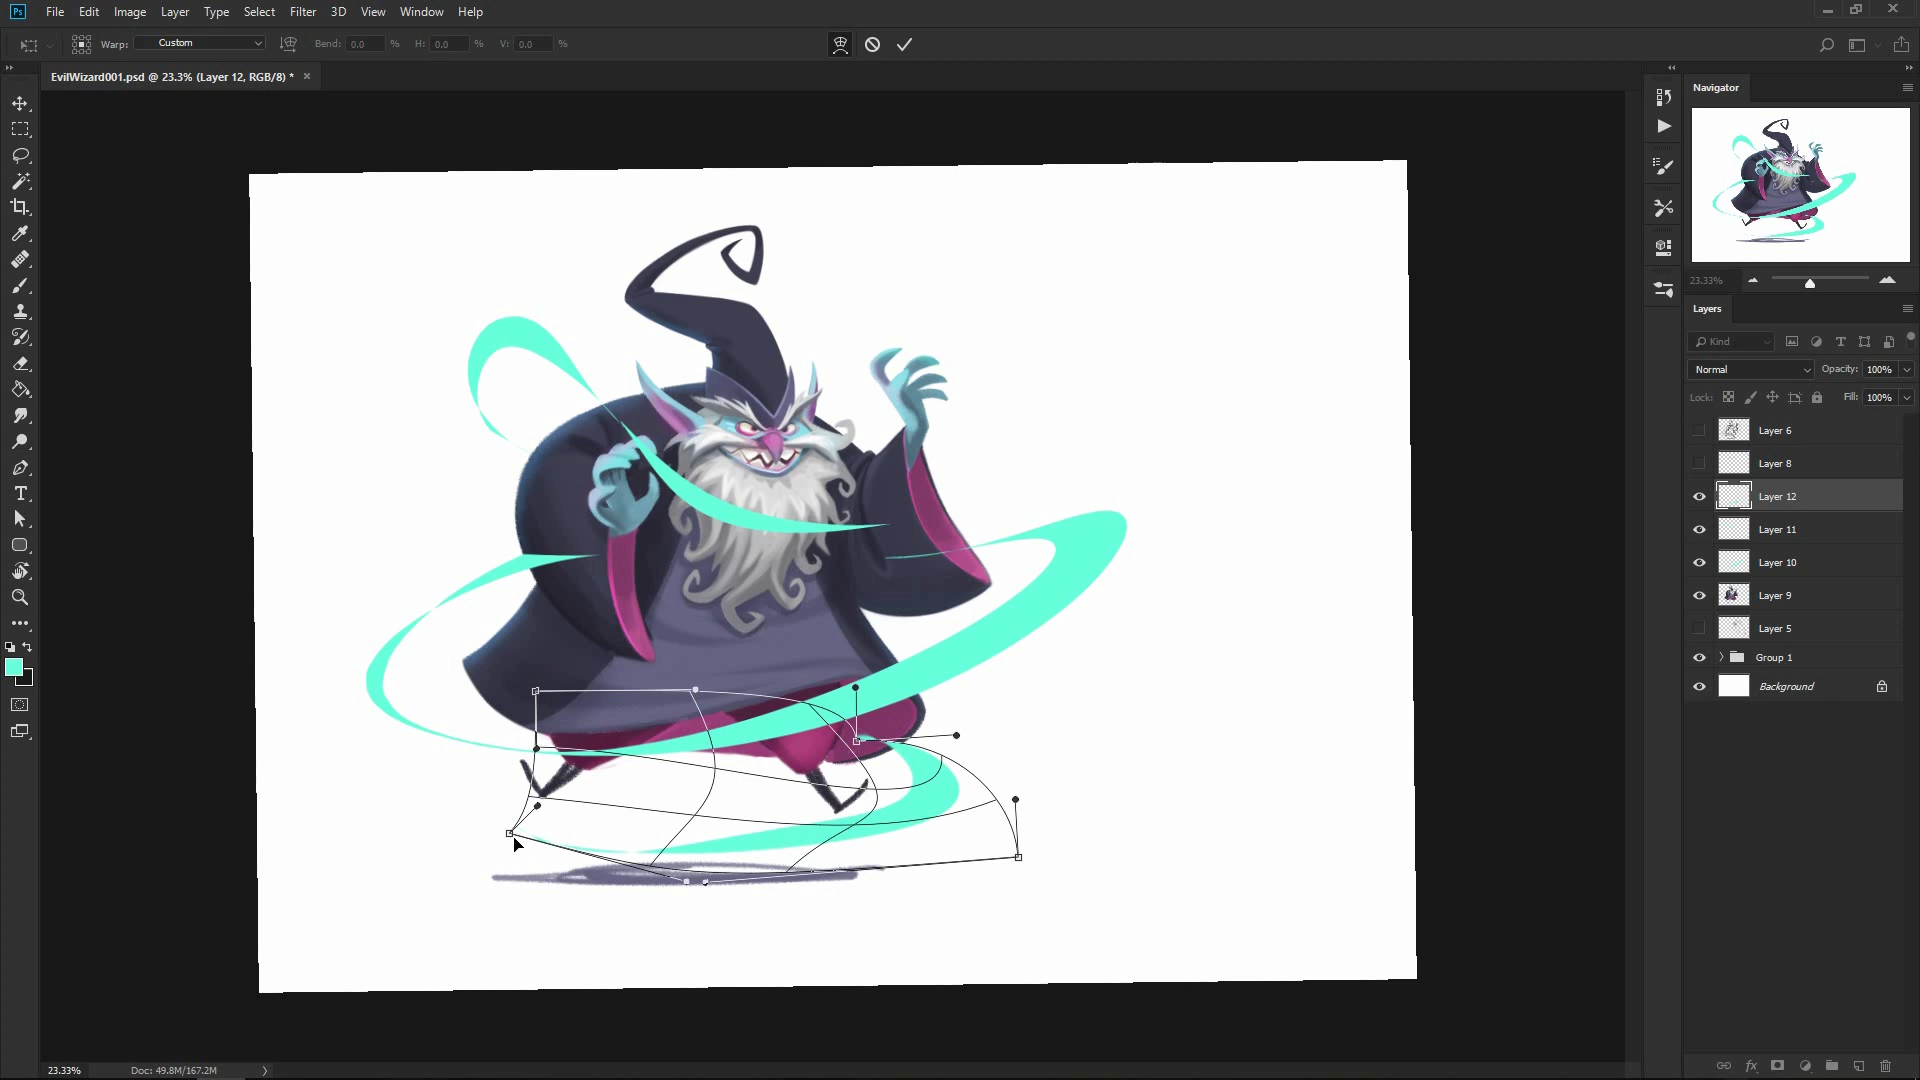 Ps File Edit Image Layer Type Select Filter 3D View Window Help
Warp: Custom Bend: 0.0 % H: 0.0 % V: 0.0 %
EvilWizard001.psd @ 23.3% (Layer 12, RGB/8) * ×
Navigator
23.33%
Layers
Kind
Normal Opacity: 100%
Lock: Fill: 100%
Layer 6
Layer 8
Layer 12
Layer 11
Layer 10
Layer 9
Layer 5
Group 1
Background
23.33% Doc: 49.8M/167.2M